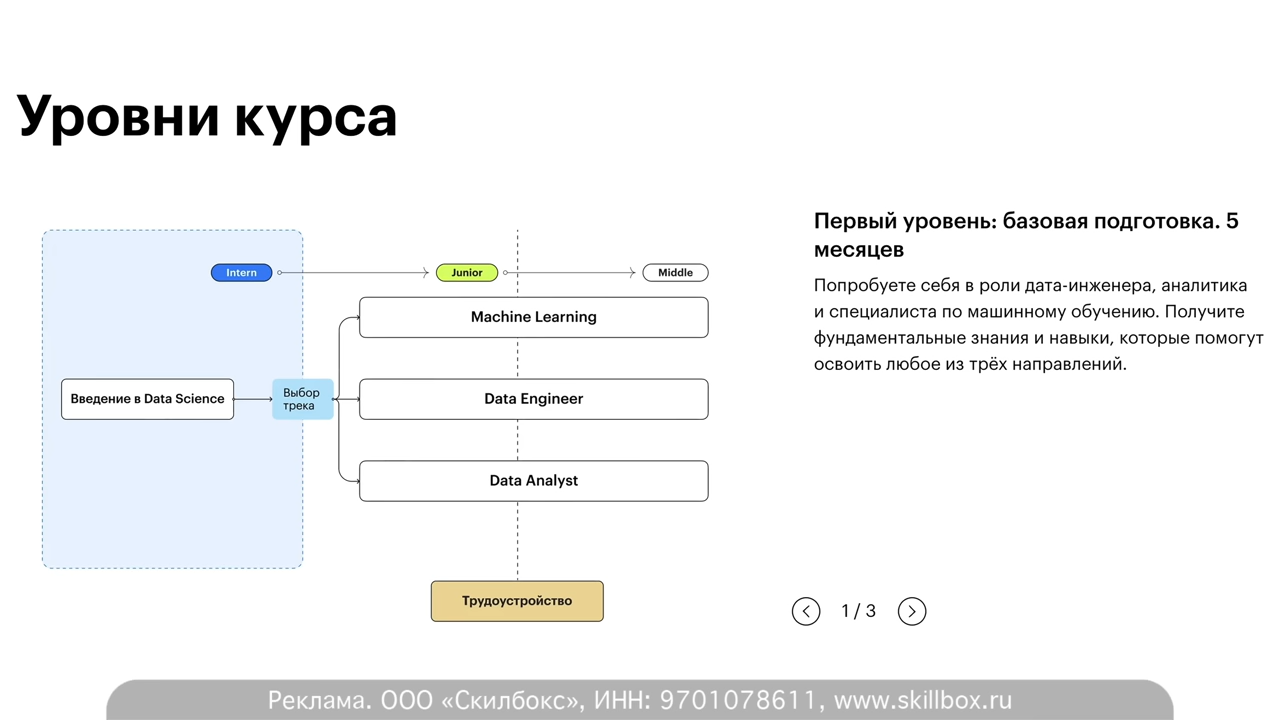 Уровни курса
Intern
Junior
Middle
Machine Learning
Введение в Data Science
Выбор
трека
Data Engineer
Data Analyst
Трудоустройство
Первый уровень: базовая подготовка. 5
месяцев
Попробуете себя в роли дата-инженера, аналитика
и специалиста по машинному обучению. Получите
фундаментальные знания и навыки, которые помогут
освоить любое из трёх направлений.
1 / 3
Реклама. ООО «Скилбокс», ИНН: 9701078611, www.skillbox.ru